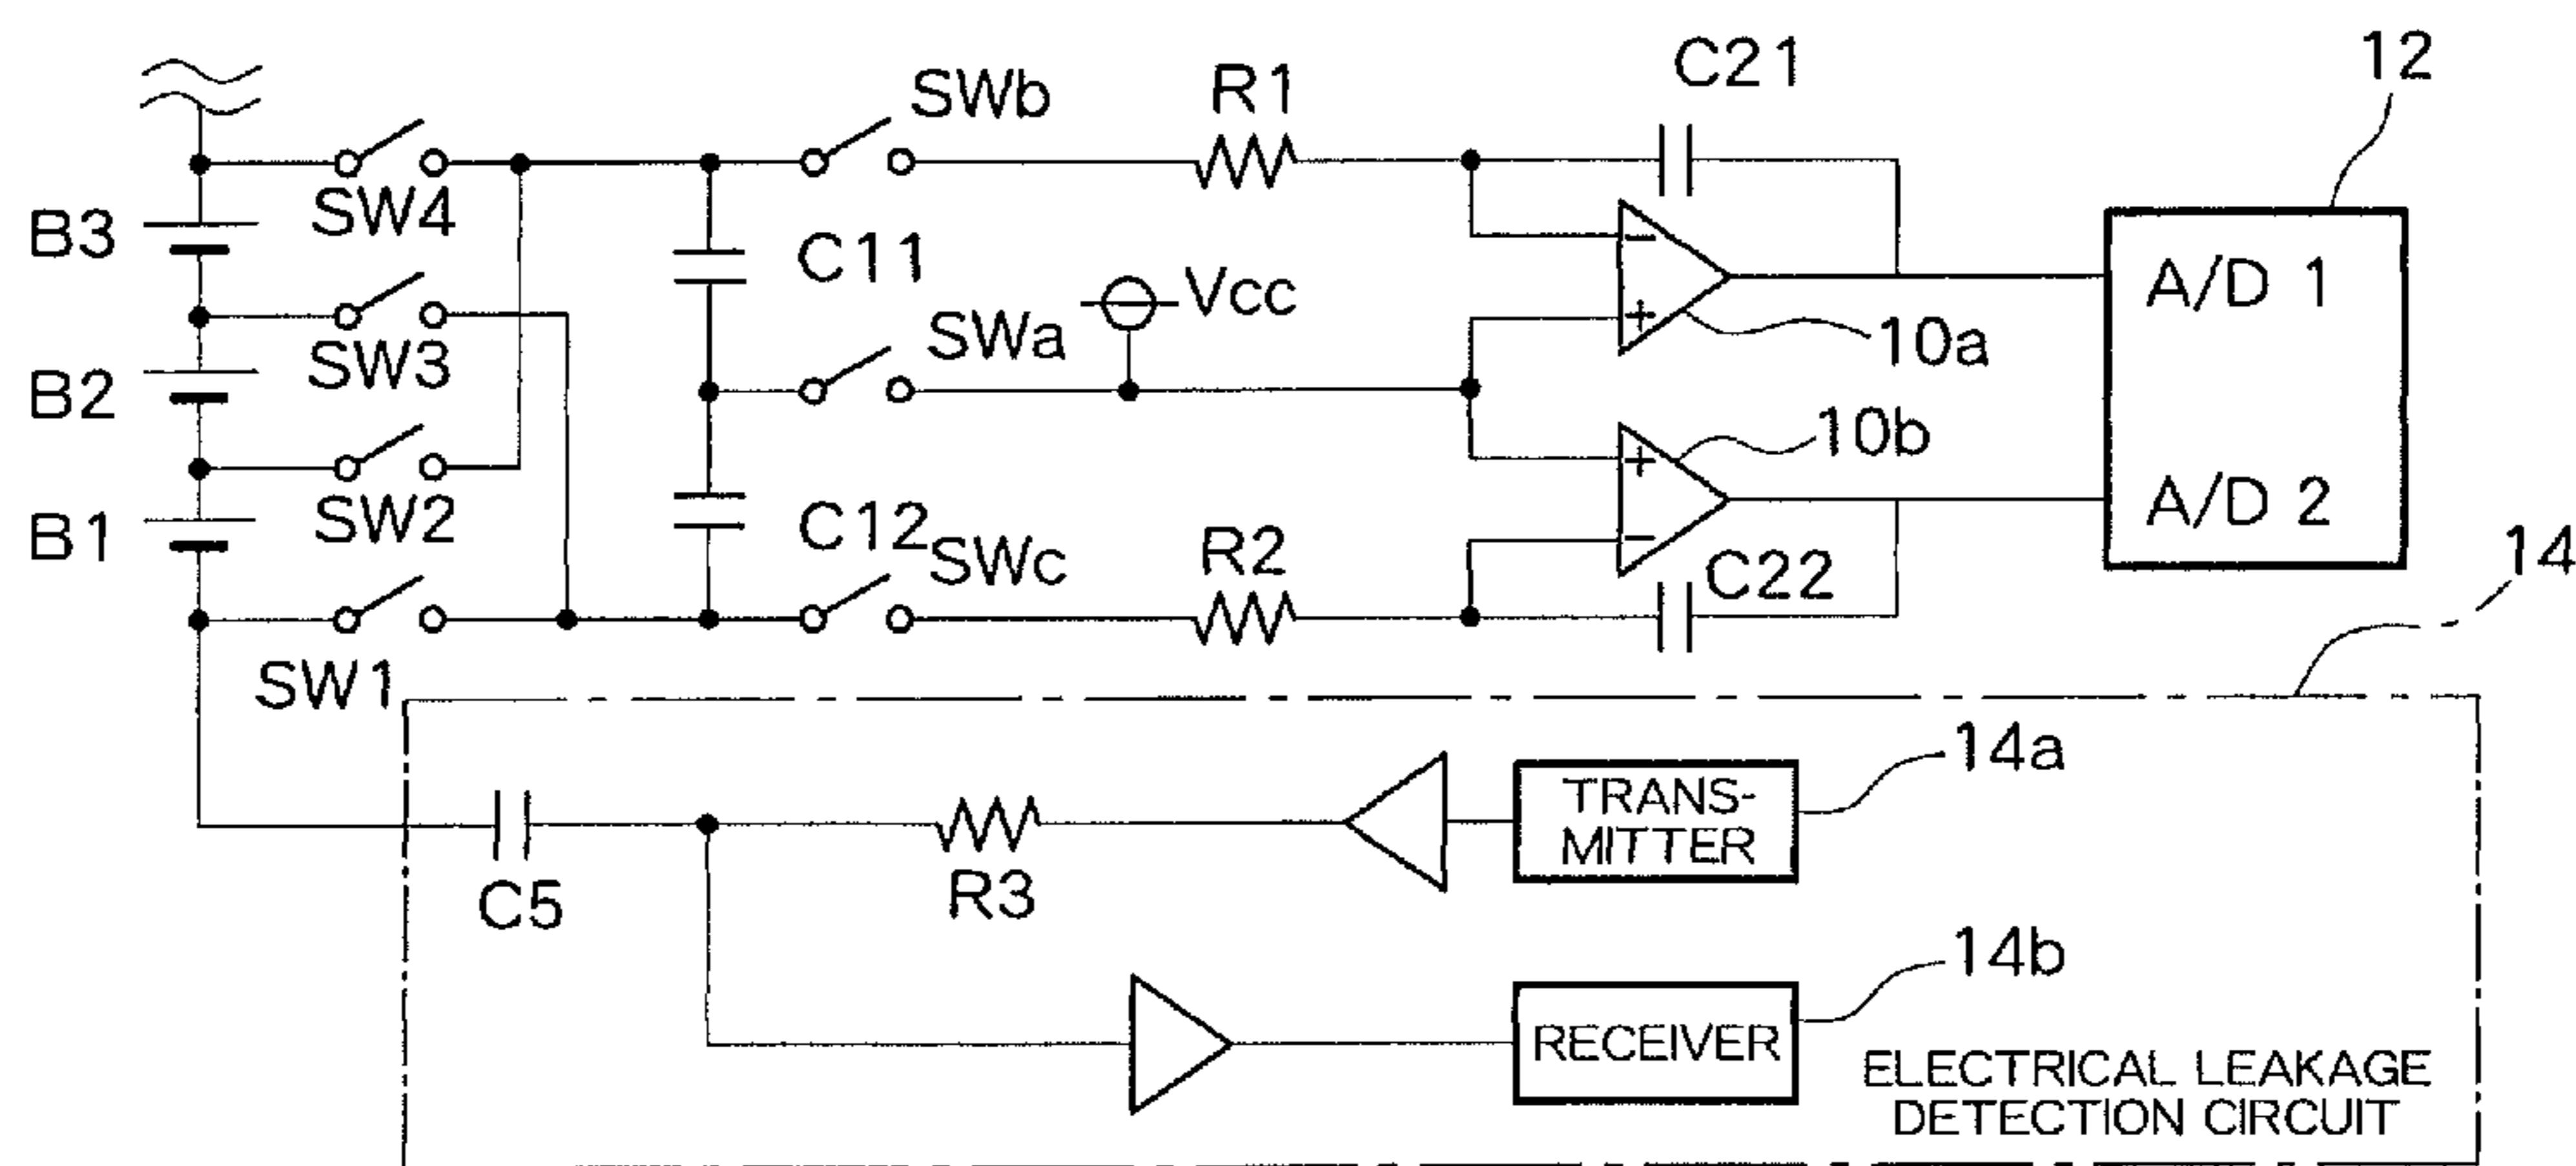 12
C21
SWb
R1
SW4
B3
C11
Vcc
A/D 1
SWa
10a
SW3
B2
10b
SW2
C12
A/D 2
B1
SWc
R2
C22
14
SW1
14a
TRANS-
MITTER
C5
R3
14b
RECEIVER
ELECTRICAL LEAKAGE
DETECTION CIRCUIT